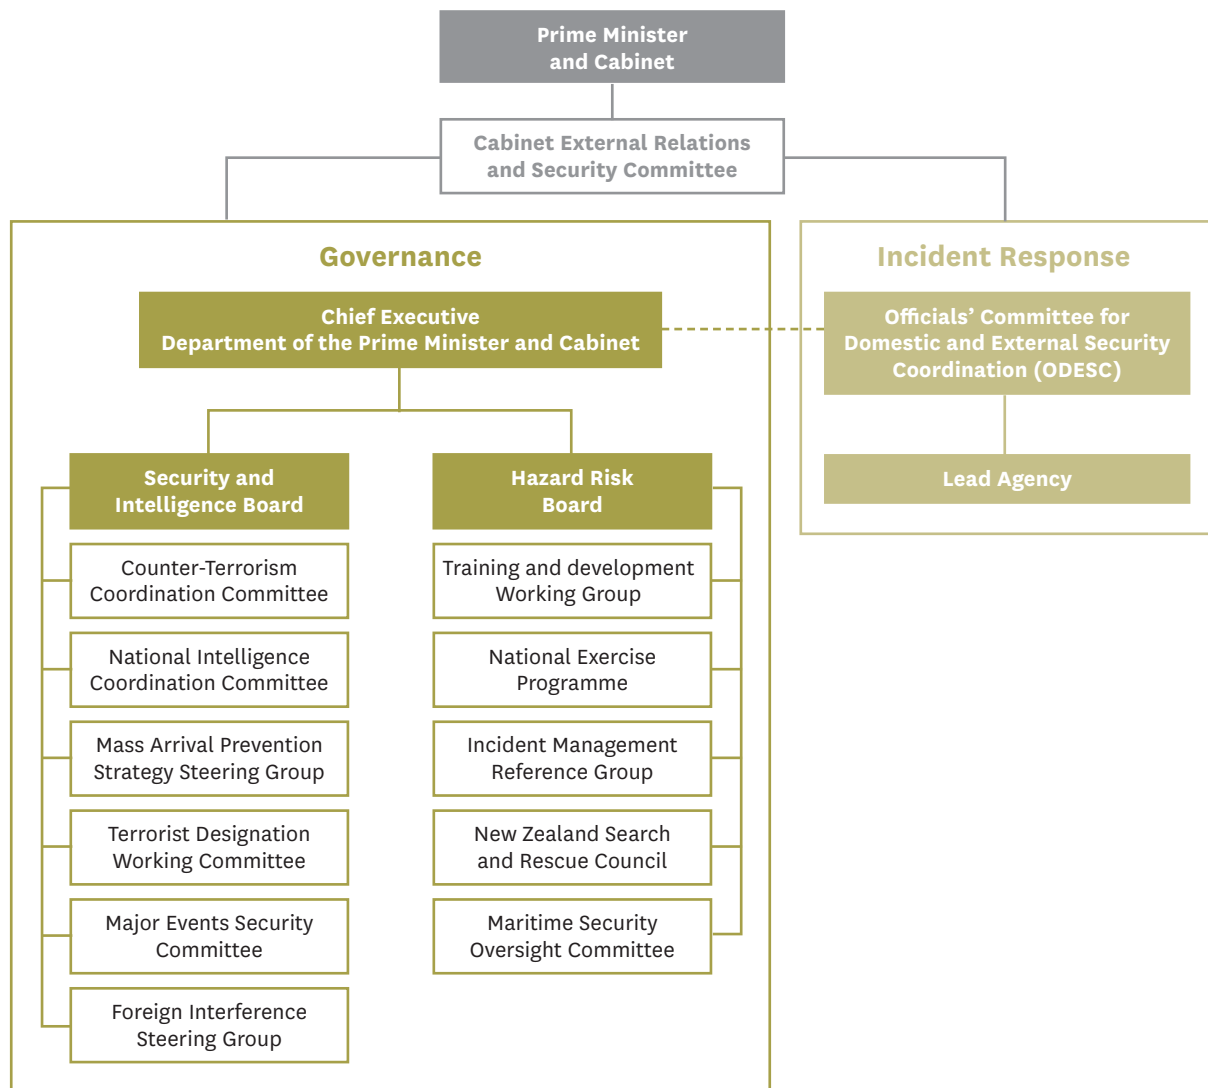 Prime Minister
and Cabinet
Cabinet External Relations
and Security Committee
Governance
Chief Executive
Department of the Prime Minister and Cabinet
Security and
Intelligence Board
Counter-Terrorism
Coordination Committee
National Intelligence
Coordination Committee
Mass Arrival Prevention
Strategy Steering Group
Terrorist Designation
Working Committee
Major Events Security
Committee
Foreign Interference
Steering Group
Hazard Risk
Board
Training and development
Working Group
National Exercise
Programme
Incident Management
Reference Group
New Zealand Search
and Rescue Council
Maritime Security
Oversight Committee
Incident Response
Officials’ Committee for
Domestic and External Security
Coordination (ODESC)
Lead Agency